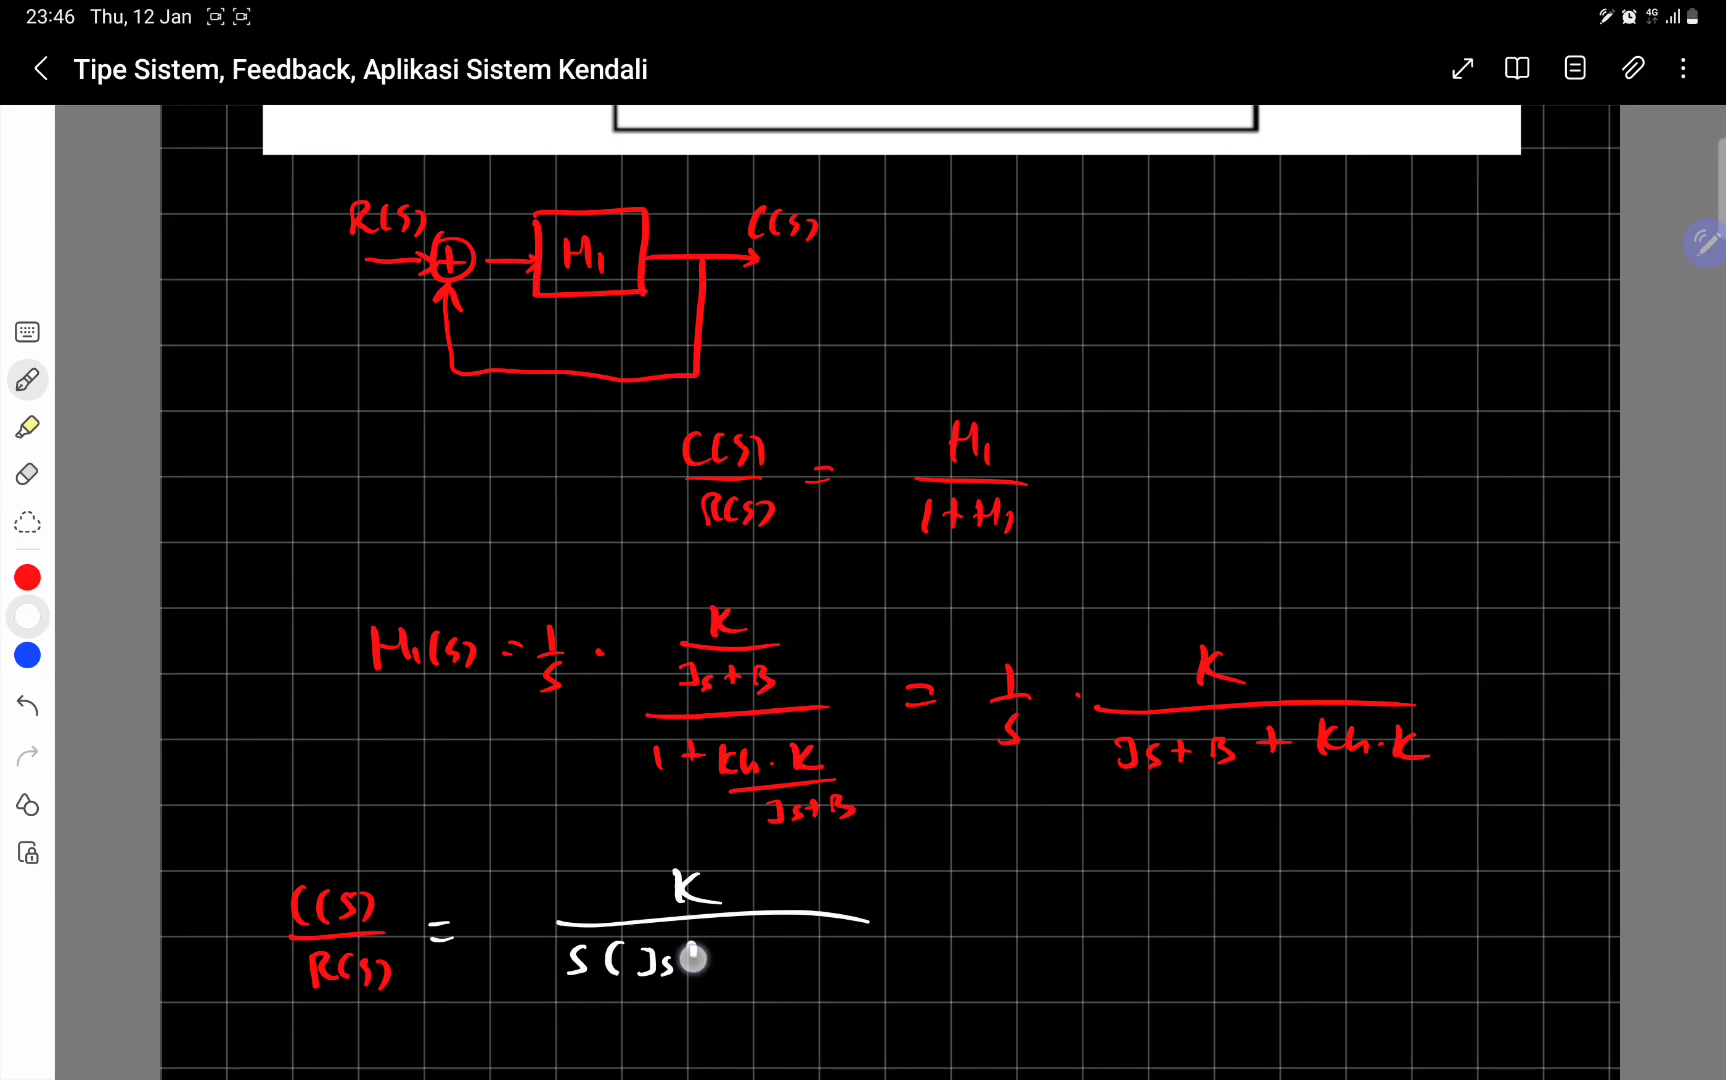 23:46 Thu, 12 Jan 4G
Tipe Sistem, Feedback, Aplikasi Sistem Kendali
R(s) + H₁ C(s)
C(s)/R(s) = H₁/(1 + H₁)
H₁(s) = 1/s · (K/(Js+B))/(1 + Kh · K/(Js+B)) = 1/s · K/(Js + B + Kh · K)
C(s)/R(s) = K/(s(Js